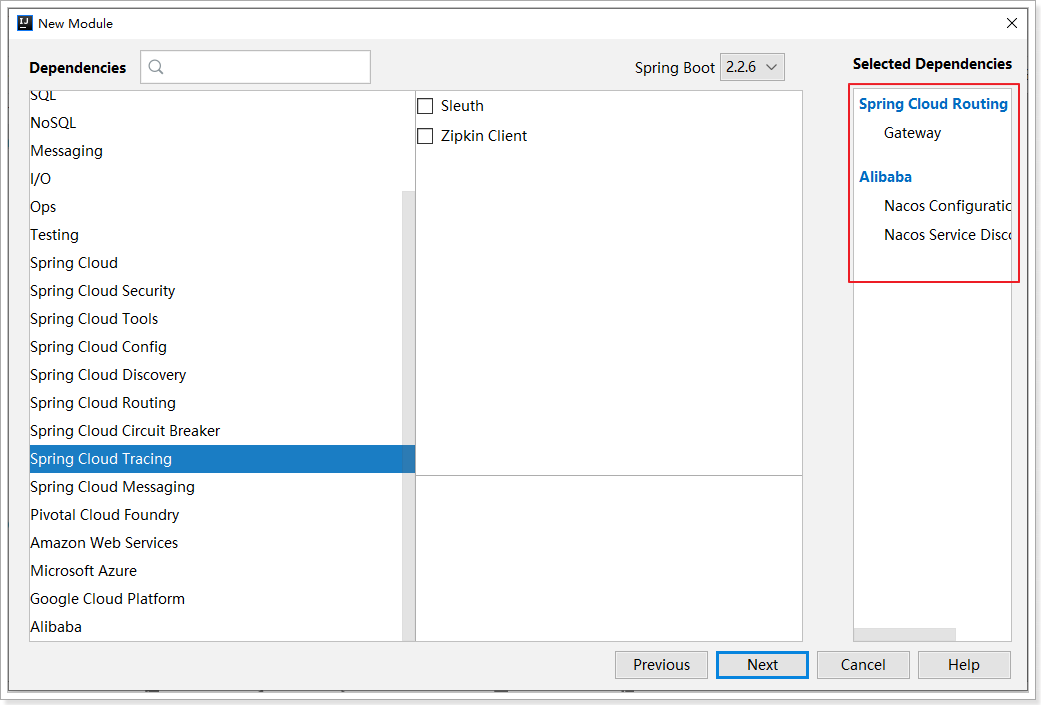 New Module
Dependencies
Spring Boot 2.2.6
Selected Dependencies
SQL
NoSQL
Messaging
I/O
Ops
Testing
Spring Cloud
Spring Cloud Security
Spring Cloud Tools
Spring Cloud Config
Spring Cloud Discovery
Spring Cloud Routing
Spring Cloud Circuit Breaker
Spring Cloud Tracing
Spring Cloud Messaging
Pivotal Cloud Foundry
Amazon Web Services
Microsoft Azure
Google Cloud Platform
Alibaba
Sleuth
Zipkin Client
Spring Cloud Routing
Gateway
Alibaba
Nacos Configuratio
Nacos Service Disco
Previous
Next
Cancel
Help